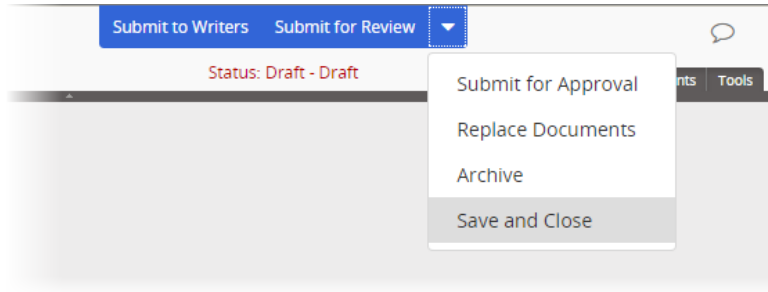 Submit to Writers Submit for Review
Status: Draft - Draft
Submit for Approval
Tools
Replace Documents
Archive
Save and Close